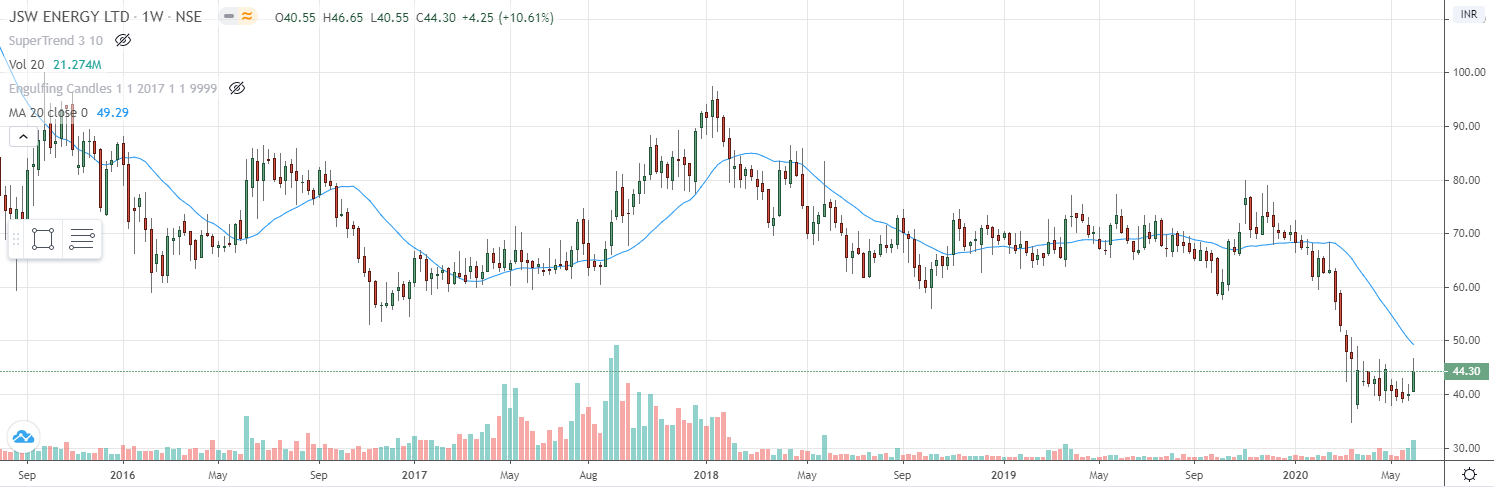 JSW ENERGY LTD · 1W · NSE O40.55 H46.65 L40.55 C44.30 +4.25 (+10.61%)
INR
SuperTrend 3 10
Vol 20 21.274M
Engulfing Candles 1 1 2017 1 1 9999
MA 20 close 0 49.29
100.00
90.00
80.00
70.00
60.00
50.00
44.30
40.00
30.00
Sep 2016 May Sep 2017 May Aug 2018 May Sep 2019 May Sep 2020 May